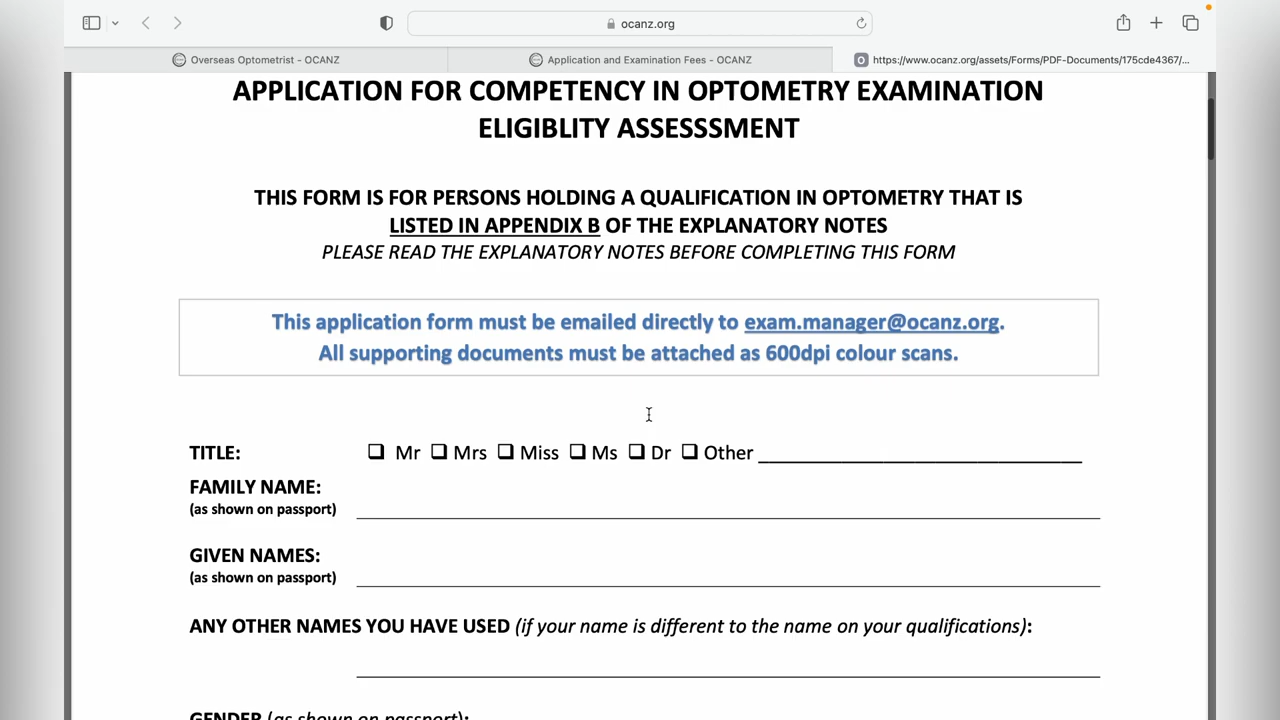 ocanz.org
Overseas Optometrist - OCANZ
Application and Examination Fees - OCANZ
https://www.ocanz.org/assets/Forms/PDF-Documents/175cde4367/...
APPLICATION FOR COMPETENCY IN OPTOMETRY EXAMINATION
ELIGIBLITY ASSESSSMENT
THIS FORM IS FOR PERSONS HOLDING A QUALIFICATION IN OPTOMETRY THAT IS
LISTED IN APPENDIX B OF THE EXPLANATORY NOTES
PLEASE READ THE EXPLANATORY NOTES BEFORE COMPLETING THIS FORM
This application form must be emailed directly to exam.manager@ocanz.org.
All supporting documents must be attached as 600dpi colour scans.
TITLE: Mr Mrs Miss Ms Dr Other
FAMILY NAME:
(as shown on passport)
GIVEN NAMES:
(as shown on passport)
ANY OTHER NAMES YOU HAVE USED (if your name is different to the name on your qualifications):
GENDER (as shown on passport):